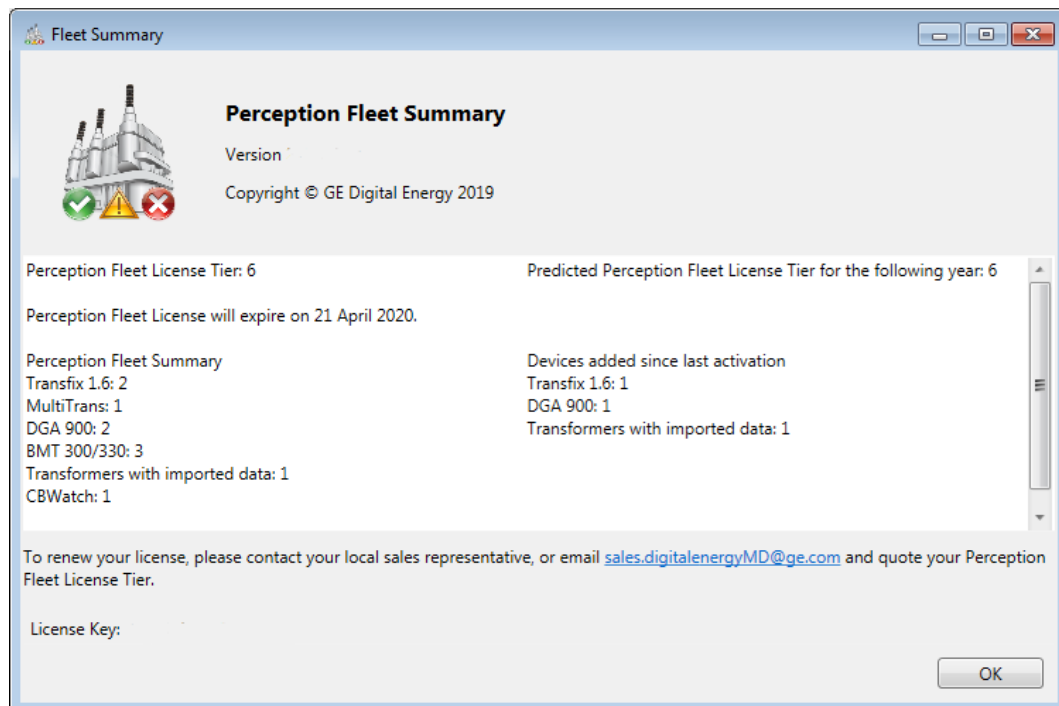 Fleet Summary
Perception Fleet Summary
Version
Copyright © GE Digital Energy 2019
Perception Fleet License Tier: 6
Predicted Perception Fleet License Tier for the following year: 6
Perception Fleet License will expire on 21 April 2020.
Perception Fleet Summary
Transfix 1.6: 2
MultiTrans: 1
DGA 900: 2
BMT 300/330: 3
Transformers with imported data: 1
CBWatch: 1
Devices added since last activation
Transfix 1.6: 1
DGA 900: 1
Transformers with imported data: 1
To renew your license, please contact your local sales representative, or email sales.digitalenergyMD@ge.com and quote your Perception
Fleet License Tier.
License Key:
OK